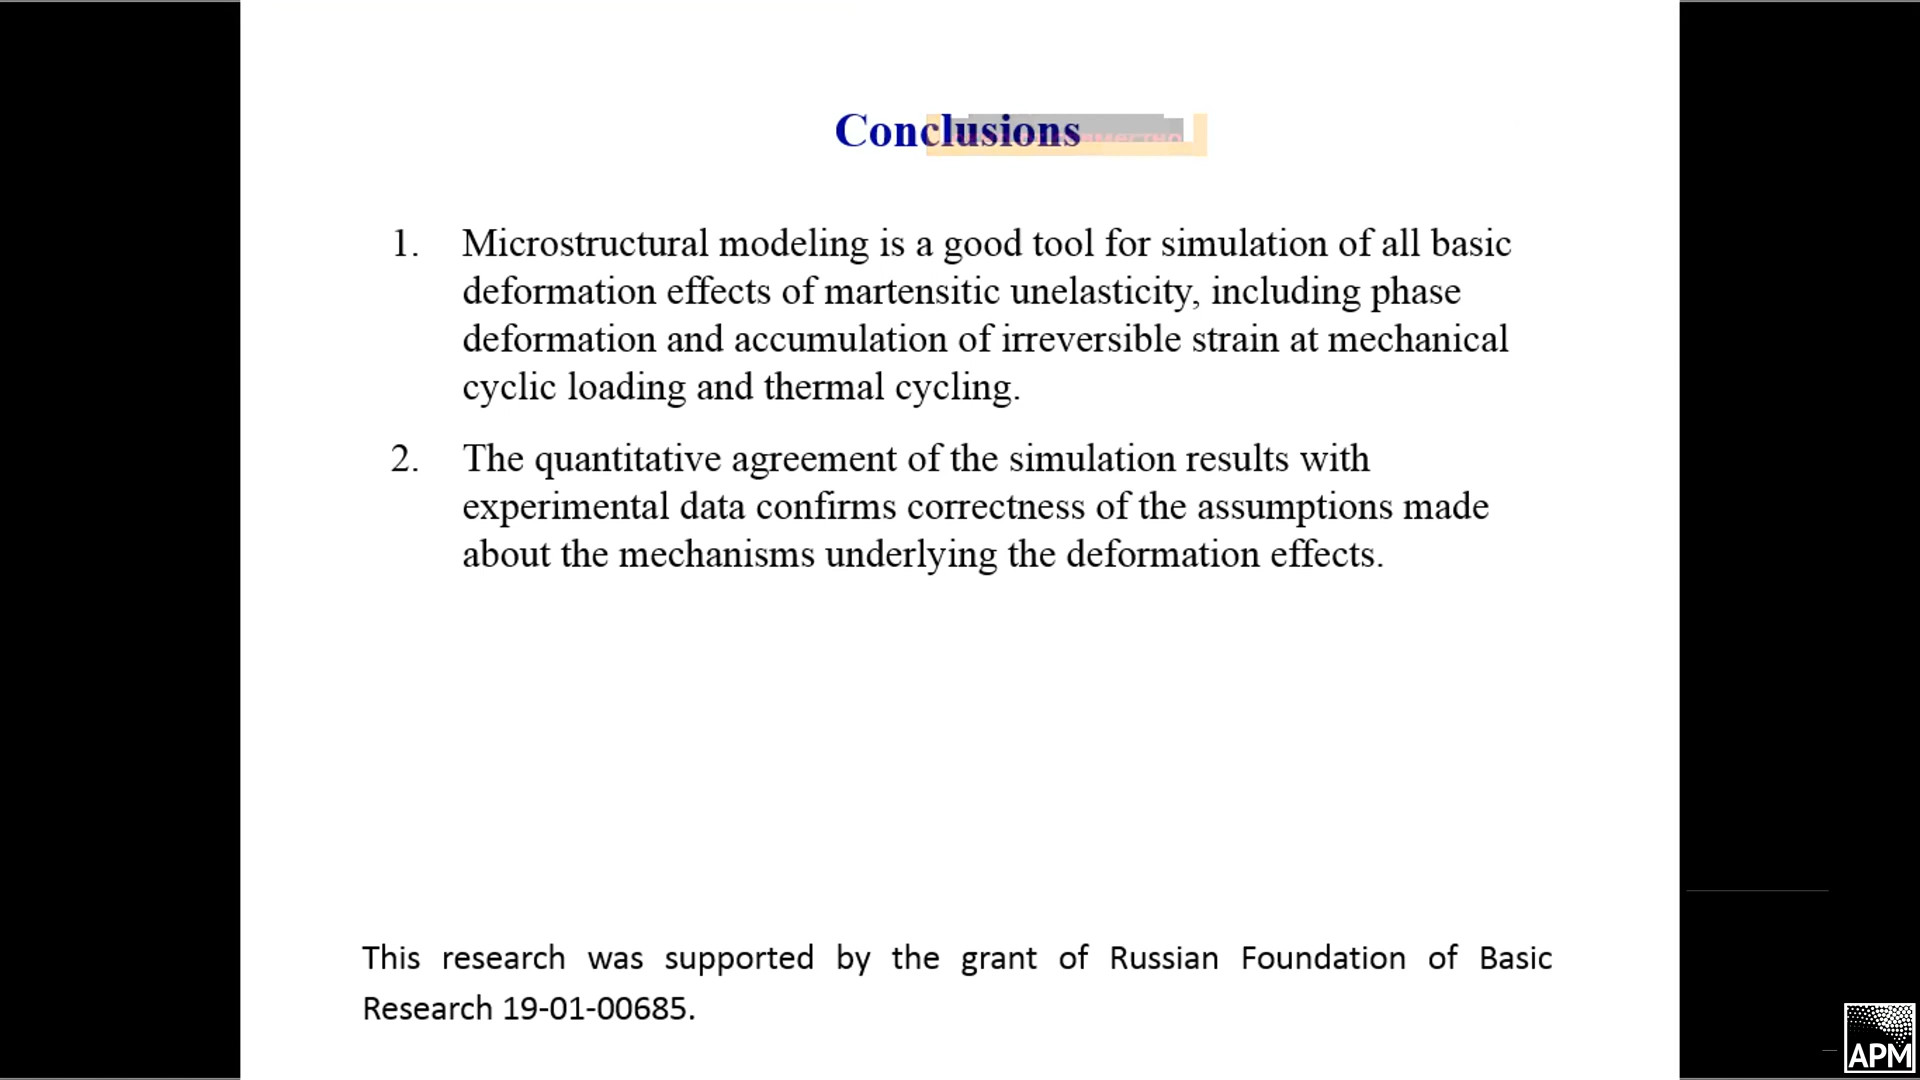 Conclusions
1. Microstructural modeling is a good tool for simulation of all basic
deformation effects of martensitic unelasticity, including phase
deformation and accumulation of irreversible strain at mechanical
cyclic loading and thermal cycling.
2. The quantitative agreement of the simulation results with
experimental data confirms correctness of the assumptions made
about the mechanisms underlying the deformation effects.
This research was supported by the grant of Russian Foundation of Basic
Research 19-01-00685.
APM